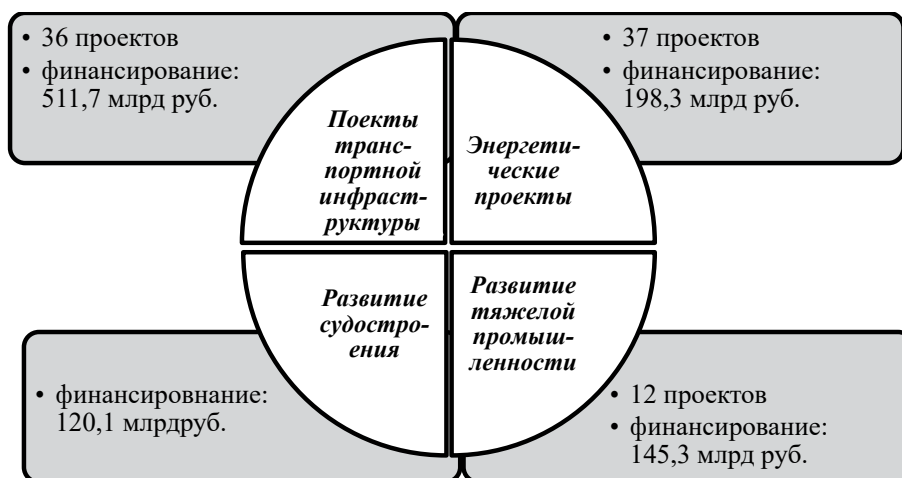 • 36 проектов
• финансирование:
511,7 млрд руб.
• 37 проектов
• финансирование:
198,3 млрд руб.
Поекты
транс-
портной
инфраст-
руктуры
Энергети-
ческие
проекты
Развитие
судостро-
ения
Развитие
тяжелой
промыш-
ленности
• финансировнание:
120,1 млрдруб.
• 12 проектов
• финансирование:
145,3 млрд руб.